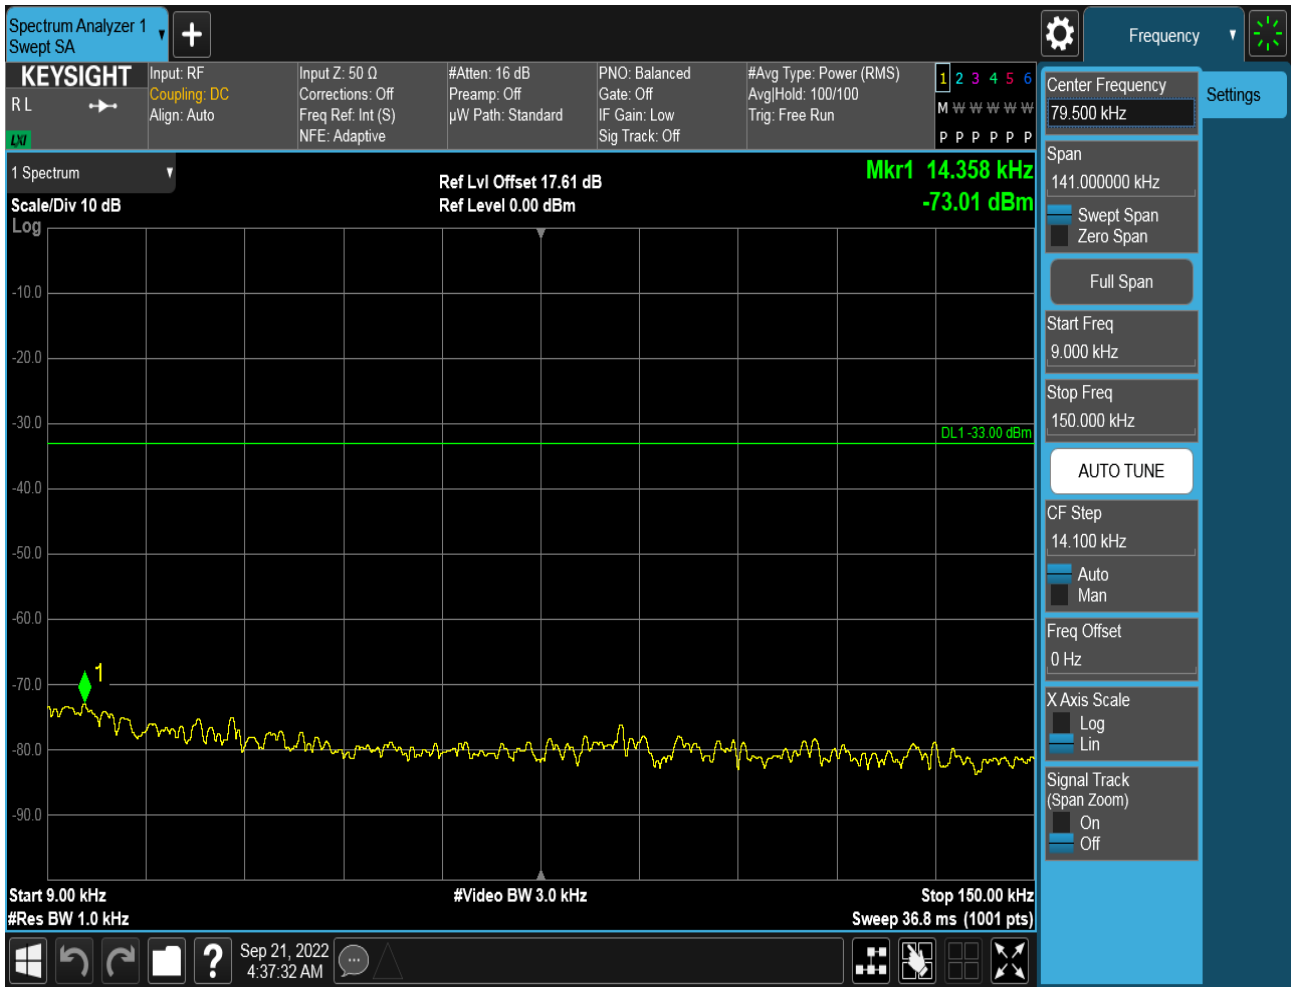 Spectrum Analyzer 1
Swept SA
Frequency
KEYSIGHT
R L
LXI
Input: RF
Coupling: DC
Align: Auto
Input Z: 50 Ω
Corrections: Off
Freq Ref: Int (S)
NFE: Adaptive
#Atten: 16 dB
Preamp: Off
µW Path: Standard
PNO: Balanced
Gate: Off
IF Gain: Low
Sig Track: Off
#Avg Type: Power (RMS)
Avg|Hold: 100/100
Trig: Free Run
1 2 3 4 5 6
M W W W W W
P P P P P P
1 Spectrum
Scale/Div 10 dB
Log
Ref Lvl Offset 17.61 dB
Ref Level 0.00 dBm
Mkr1 14.358 kHz
-73.01 dBm
-10.0
-20.0
-30.0
DL1 -33.00 dBm
-40.0
-50.0
-60.0
-70.0
1
-80.0
-90.0
Start 9.00 kHz
#Res BW 1.0 kHz
#Video BW 3.0 kHz
Stop 150.00 kHz
Sweep 36.8 ms (1001 pts)
Center Frequency
79.500 kHz
Settings
Span
141.000000 kHz
Swept Span
Zero Span
Full Span
Start Freq
9.000 kHz
Stop Freq
150.000 kHz
AUTO TUNE
CF Step
14.100 kHz
Auto
Man
Freq Offset
0 Hz
X Axis Scale
Log
Lin
Signal Track
(Span Zoom)
On
Off
?
Sep 21, 2022
4:37:32 AM